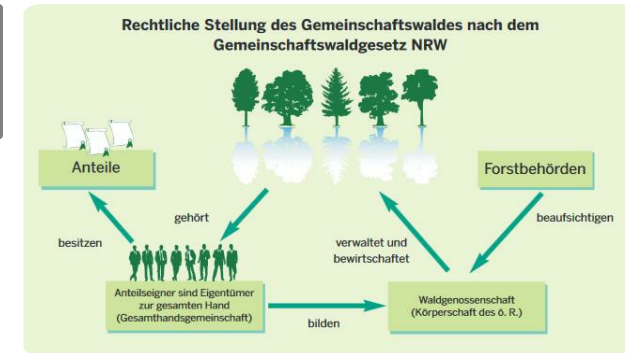 Rechtliche Stellung des Gemeinschaftswaldes nach dem
Gemeinschaftswaldgesetz NRW
Anteile
Forstbehörden
gehört
beaufsichtigen
besitzen
verwaltet und
bewirtschaftet
Anteilseigner sind Eigentümer
zur gesamten Hand
(Gesamthandsgemeinschaft)
bilden
Waldgenossenschaft
(Körperschaft des ö. R.)